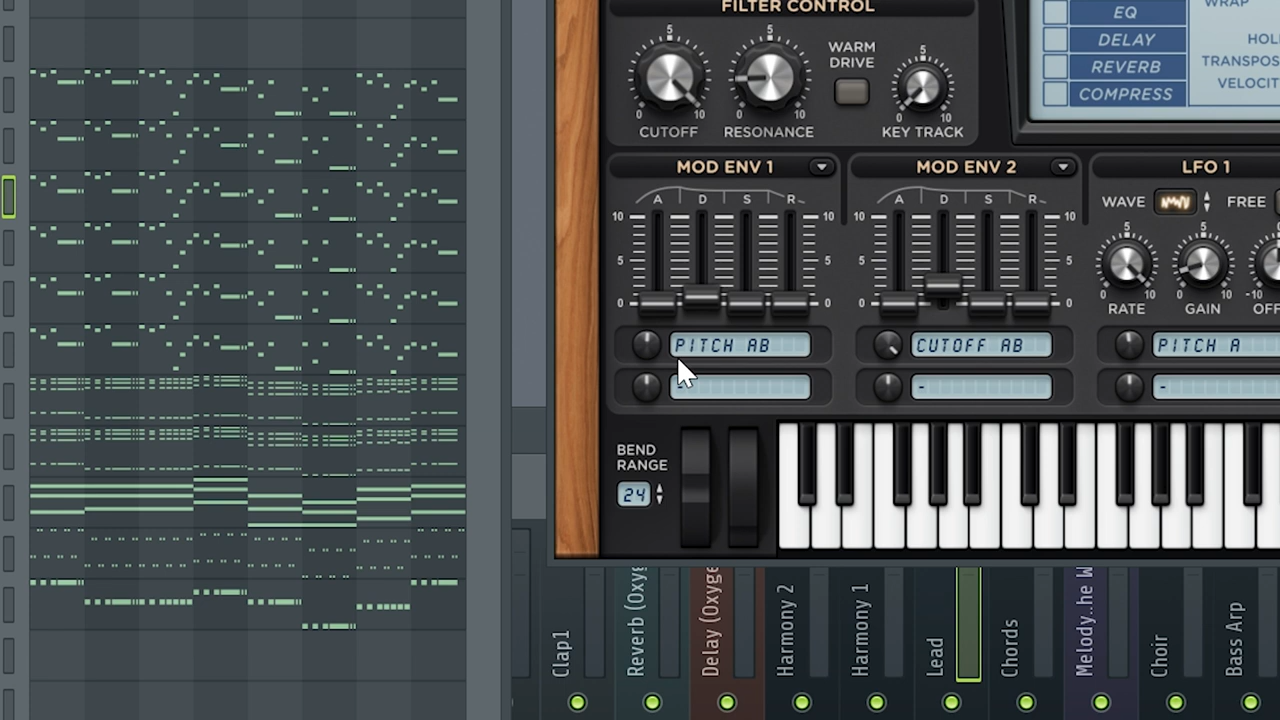 FILTER CONTROL
EQ
DELAY
REVERB
COMPRESS
WRAP
HOL
TRANSPOS
VELOCIT
5
0 10
CUTOFF
5
0 10
RESONANCE
WARM
DRIVE
5
0 10
KEY TRACK
MOD ENV 1
A D S R
10 10
5 5
0 0
PITCH AB
-
MOD ENV 2
A D S R
10 10
5 5
0 0
CUTOFF AB
-
LFO 1
WAVE
FREE
5
0 10
RATE
5
0 10
GAIN
-10
OFF
PITCH A
-
BEND
RANGE
24
Clap1
Reverb (Oxyg
Delay (Oxyge
Harmony 2
Harmony 1
Lead
Chords
Melody..he W
Choir
Bass Arp